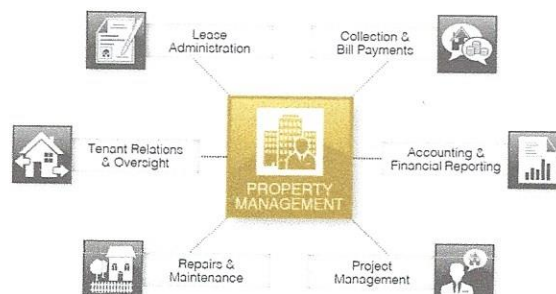 Lease
Administration
Collection &
Bill Payments
Tenant Relations
& Oversight
PROPERTY
MANAGEMENT
Accounting &
Financial Reporting
Repairs &
Maintenance
Project
Management